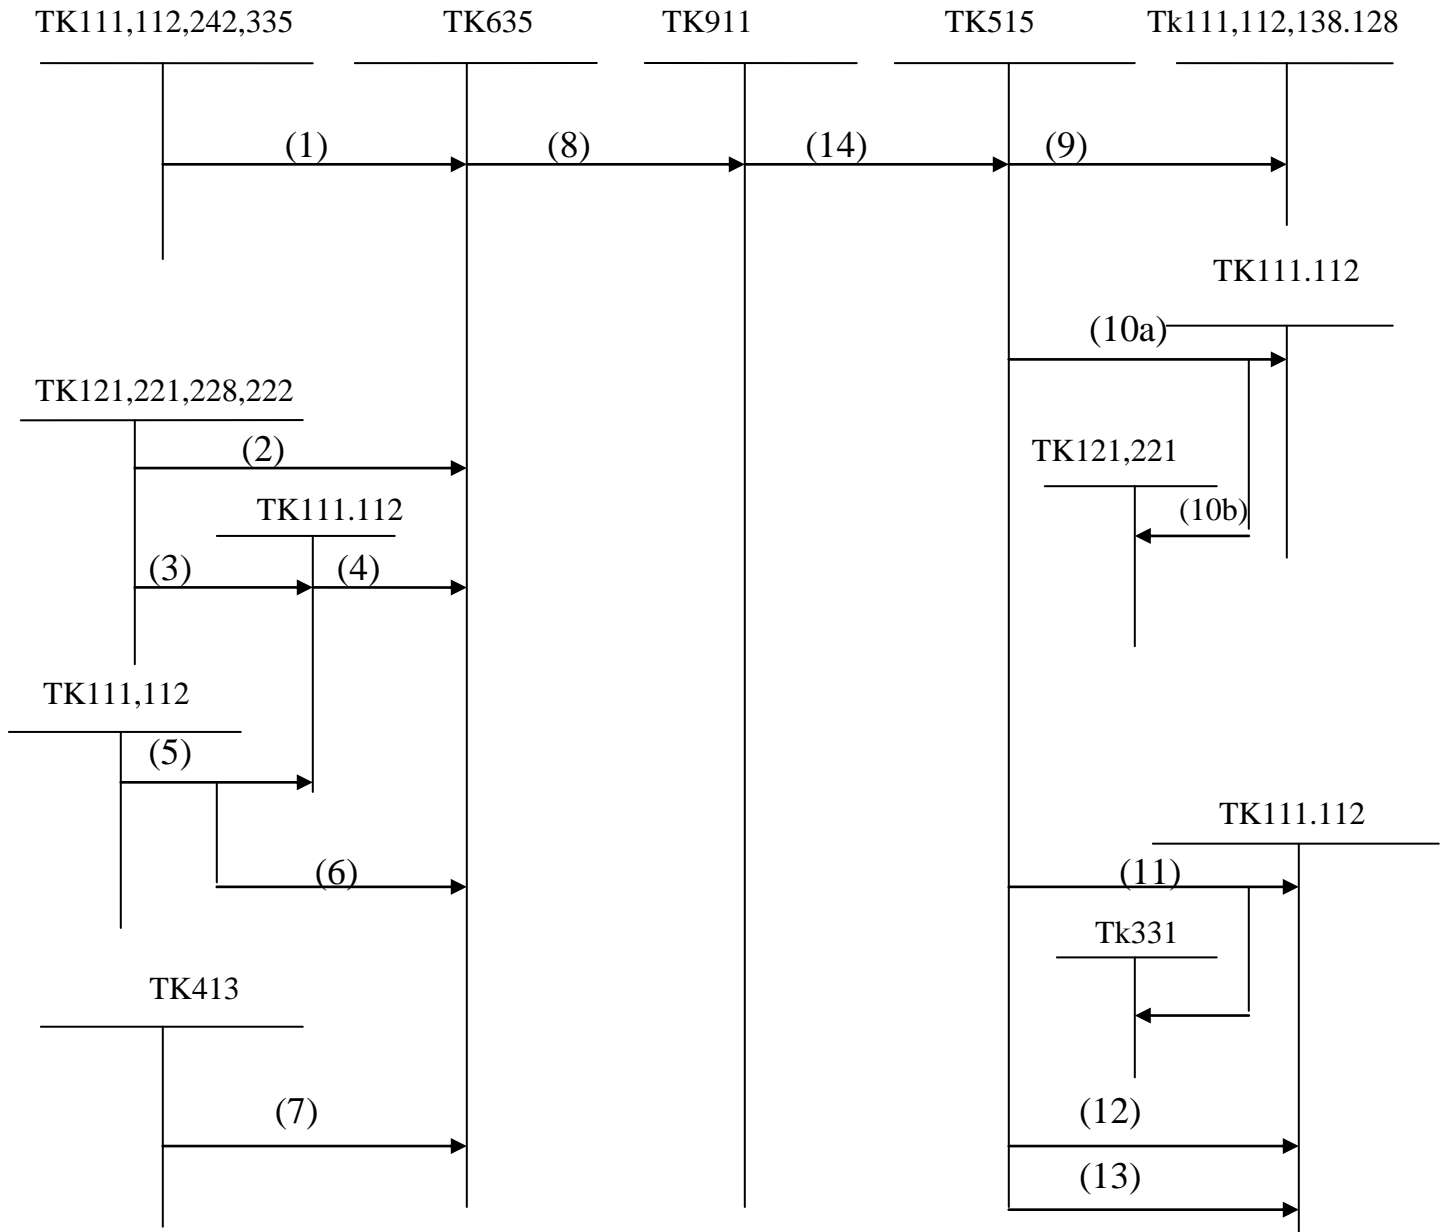 TK111,112,242,335 TK635 TK911 TK515 Tk111,112,138.128
(1) (8) (14) (9)
TK111.112
(10a)
TK121,221,228,222
(2) TK121,221
TK111.112 (10b)
(3) (4)
TK111,112
(5)
TK111.112
(6) (11)
Tk331
TK413
(7) (12)
(13)